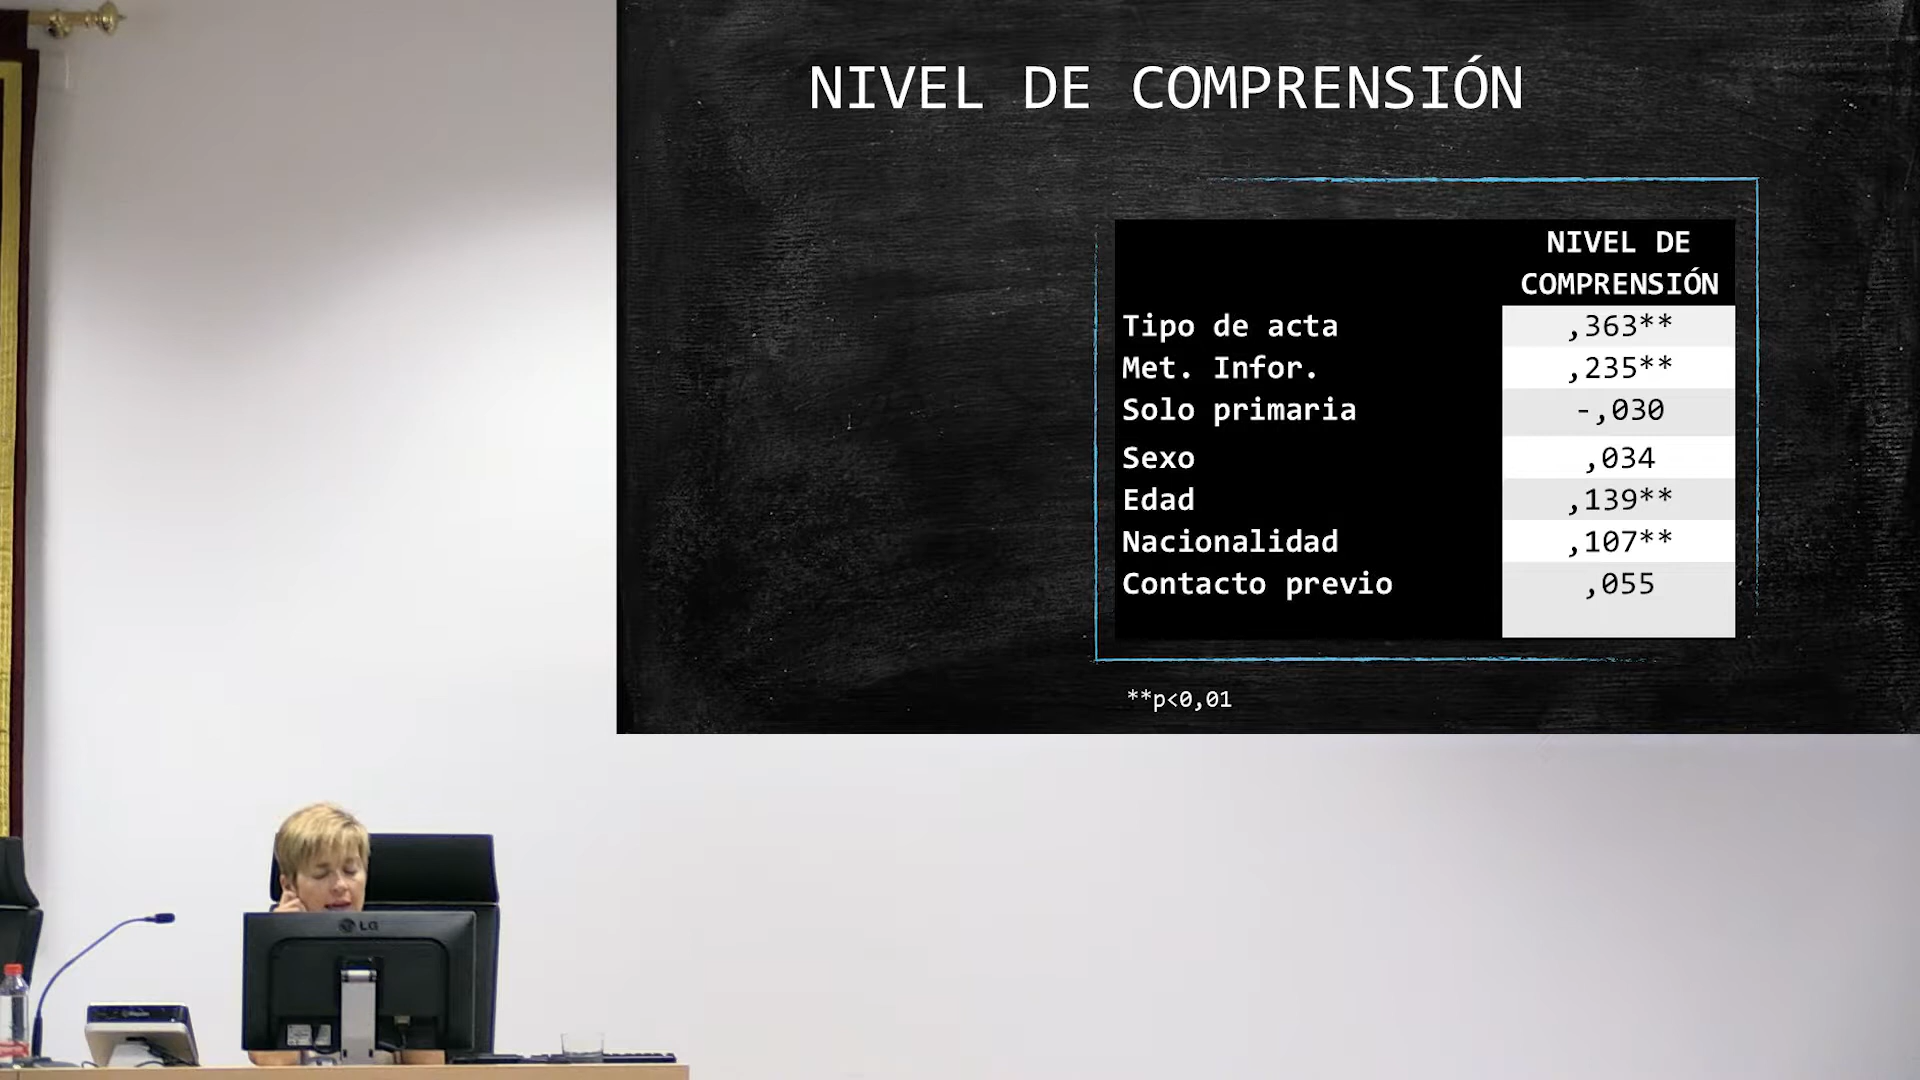 NIVEL DE COMPRENSIÓN
NIVEL DE
COMPRENSIÓN
Tipo de acta ,363**
Met. Infor. ,235**
Solo primaria -,030
Sexo ,034
Edad ,139**
Nacionalidad ,107**
Contacto previo ,055
**p<0,01
LG